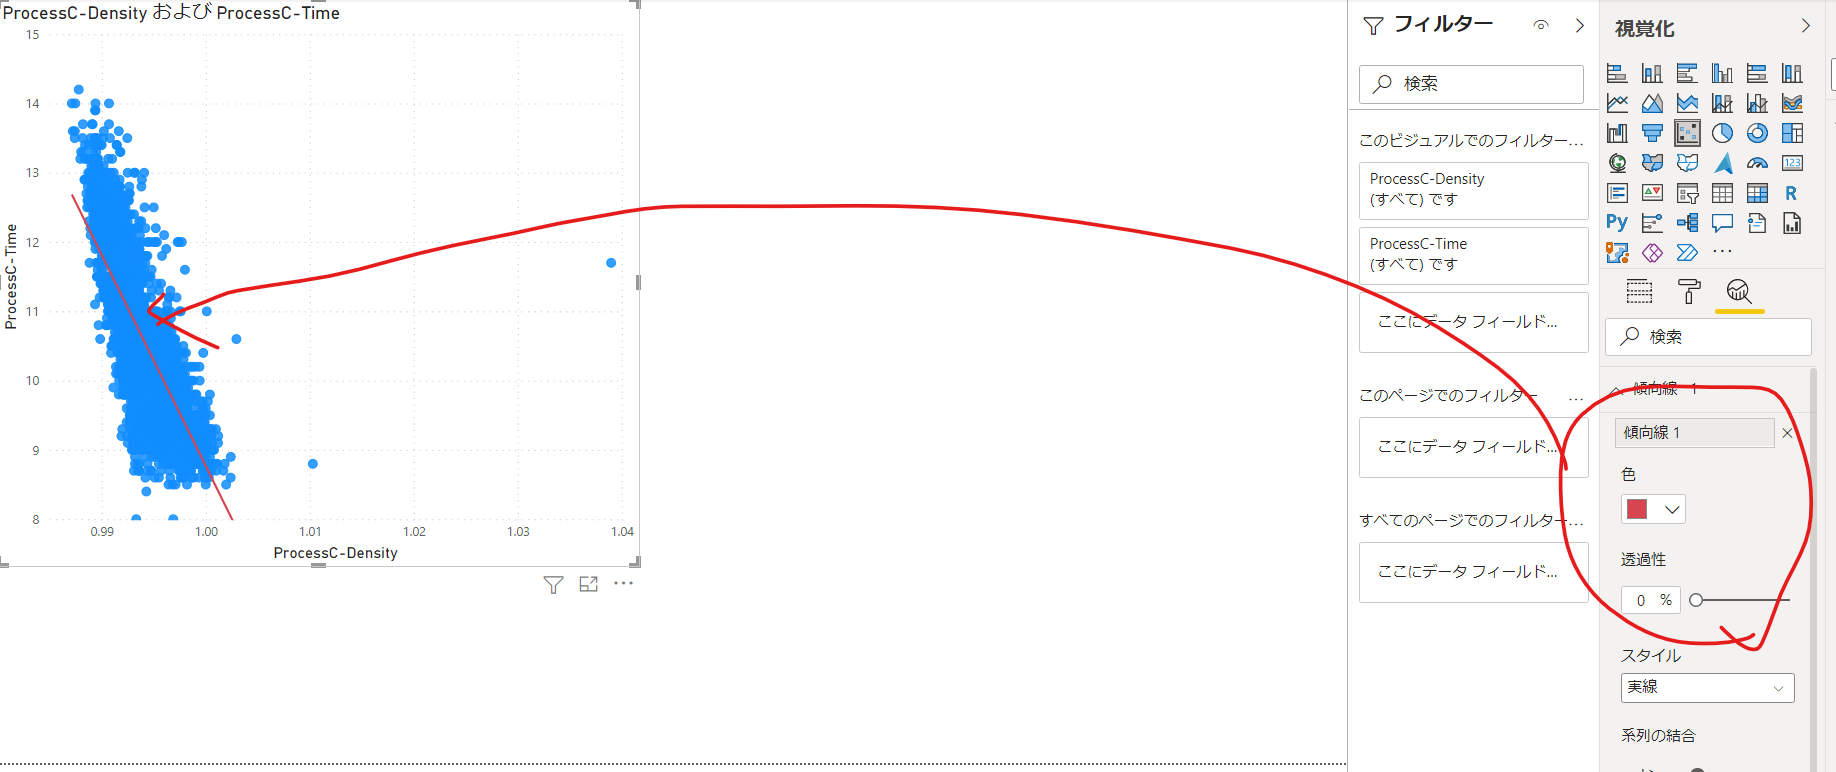 ProcessC-Density および ProcessC-Time
15
14
13
12
11
10
9
8
ProcessC-Time
0.99
1.00
1.01
1.02
1.03
1.04
ProcessC-Density
フィルター
検索
このビジュアルでのフィルター...
ProcessC-Density
(すべて) です
ProcessC-Time
(すべて) です
ここにデータ フィールド...
このページでのフィルター
ここにデータ フィールド...
すべてのページでのフィルター...
ここにデータ フィールド...
視覚化
123
R
Py
検索
傾向線 1
傾向線 1
色
透過性
0 %
スタイル
実線
系列の結合